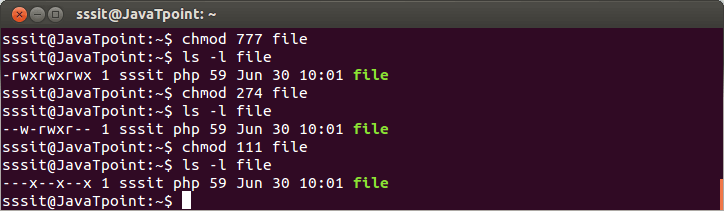 sssit@JavaTpoint: ~
sssit@JavaTpoint:~$ chmod 777 file
sssit@JavaTpoint:~$ ls -l file
-rwxrwxrwx 1 sssit php 59 Jun 30 10:01 file
sssit@JavaTpoint:~$ chmod 274 file
sssit@JavaTpoint:~$ ls -l file
--w-rwxr-- 1 sssit php 59 Jun 30 10:01 file
sssit@JavaTpoint:~$ chmod 111 file
sssit@JavaTpoint:~$ ls -l file
---x--x--x 1 sssit php 59 Jun 30 10:01 file
sssit@JavaTpoint:~$